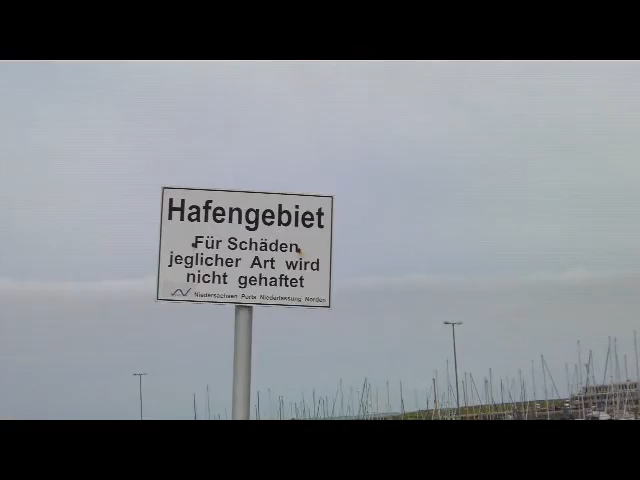 Hafengebiet
Für Schäden
jeglicher Art wird
nicht gehaftet
Niedersachsen Ports Niederlassung Norden